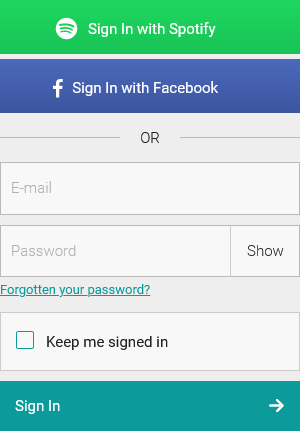 Sign In with Spotify
Sign In with Facebook
OR
E-mail
Password
Show
Forgotten your password?
Keep me signed in
Sign In